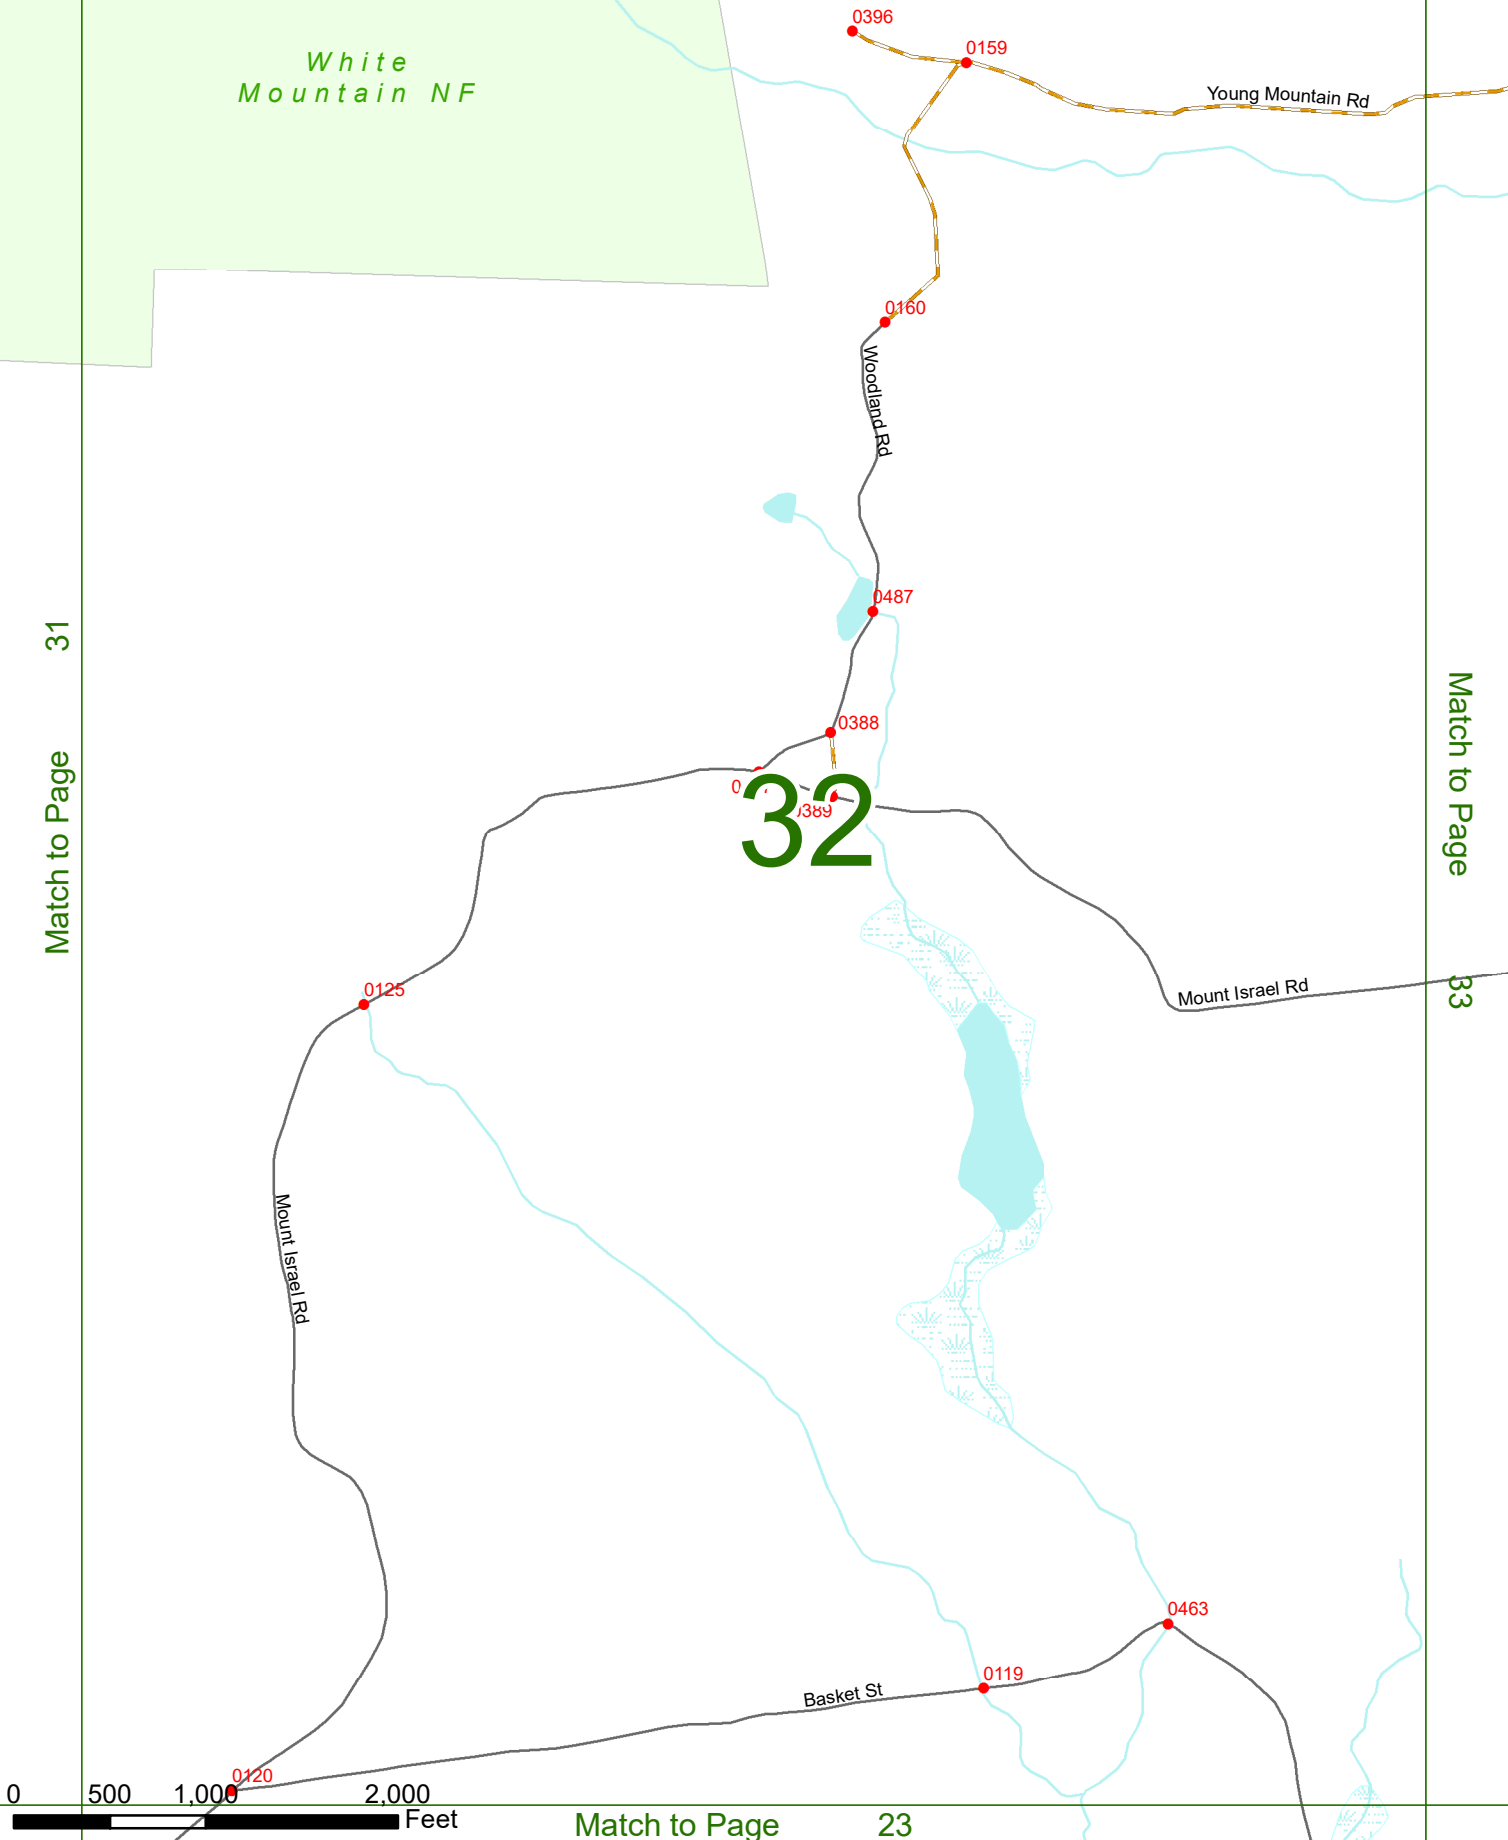 0396
0159
White
Mountain NF
Young Mountain Rd
0160
Woodland Rd
0487
31
Match to Page
0388
32
Match to Page
33
0125
Mount Israel Rd
Mount Israel Rd
0463
0119
Basket St
0120
0 500 1,000 2,000
Feet
Match to Page 23